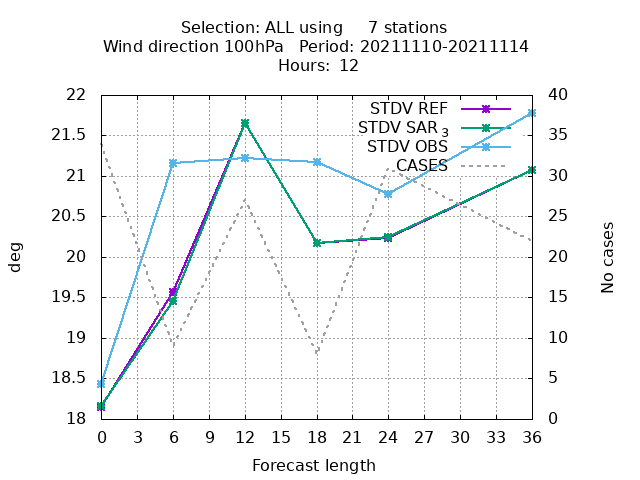 Selection: ALL using     7 stations
Wind direction 100hPa   Period: 20211110-20211114
Hours: 12
22
21.5
21
20.5
20
19.5
19
18.5
18
deg
40
35
30
25
20
15
10
5
0
No cases
STDV REF
STDV SAR₃
STDV OBS
CASES
0 3 6 9 12 15 18 21 24 27 30 33 36
Forecast length